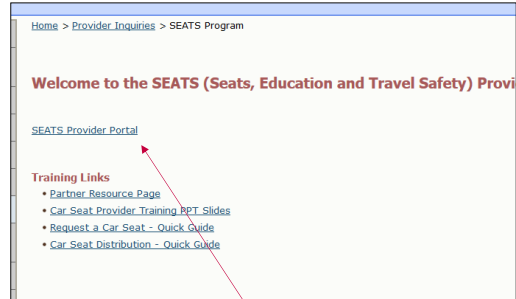 Home > Provider Inquiries > SEATS Program
Welcome to the SEATS (Seats, Education and Travel Safety) Provi
SEATS Provider Portal
Training Links
• Partner Resource Page
• Car Seat Provider Training PPT Slides
• Request a Car Seat - Quick Guide
• Car Seat Distribution - Quick Guide